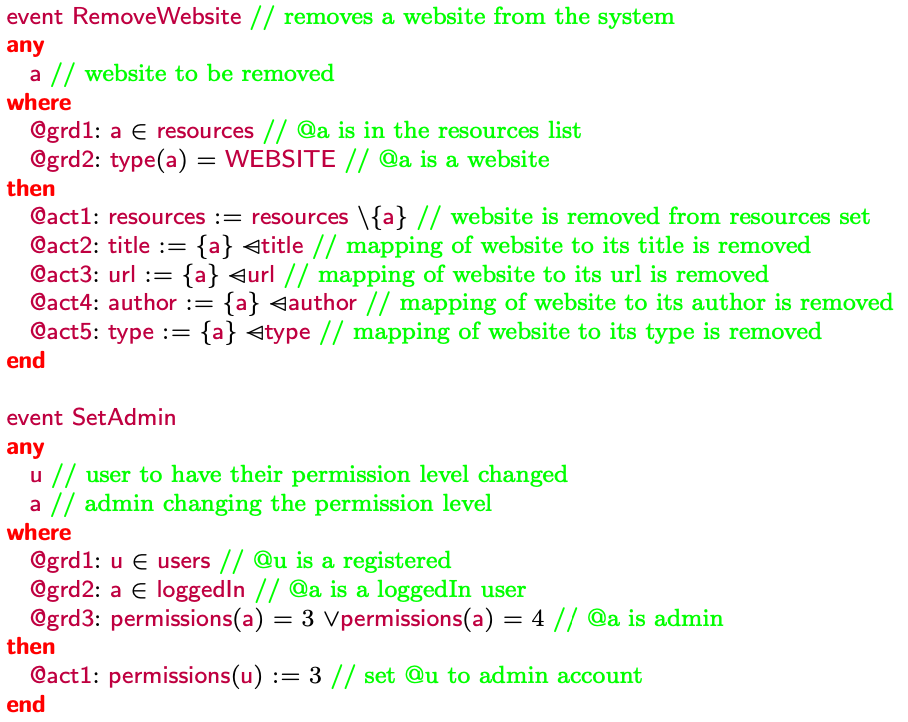 event RemoveWebsite // removes a website from the system
any
a // website to be removed
where
@grd1: a ∈ resources // @a is in the resources list
@grd2: type(a) = WEBSITE // @a is a website
then
@act1: resources := resources \{a} // website is removed from resources set
@act2: title := {a} ⩤title // mapping of website to its title is removed
@act3: url := {a} ⩤url // mapping of website to its url is removed
@act4: author := {a} ⩤author // mapping of website to its author is removed
@act5: type := {a} ⩤type // mapping of website to its type is removed
end
event SetAdmin
any
u // user to have their permission level changed
a // admin changing the permission level
where
@grd1: u ∈ users // @u is a registered
@grd2: a ∈ loggedIn // @a is a loggedIn user
@grd3: permissions(a) = 3 ∨permissions(a) = 4 // @a is admin
then
@act1: permissions(u) := 3 // set @u to admin account
end